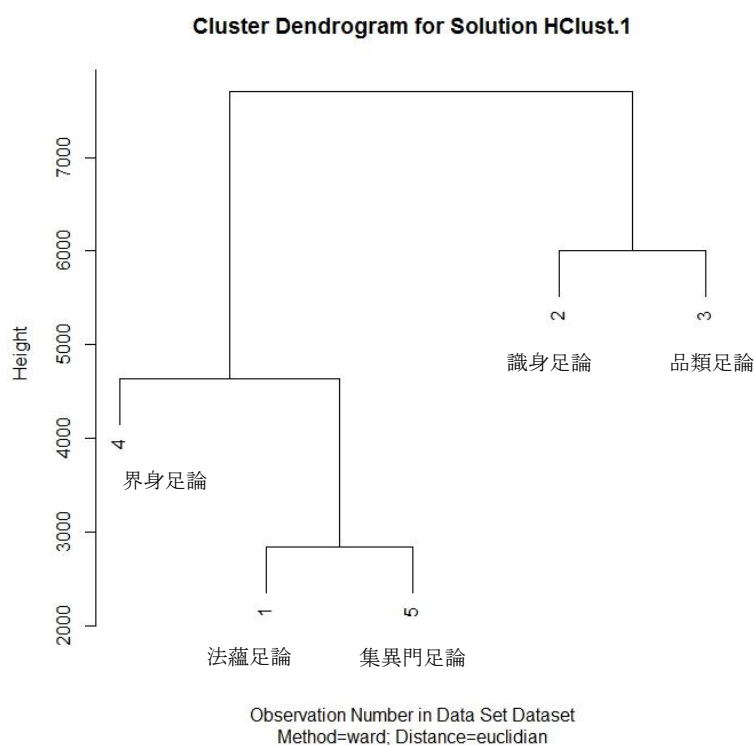 Cluster Dendrogram for Solution HClust.1
Height
7000
6000
5000
4000
3000
2000
2
3
識身足論
品類足論
4
界身足論
1
5
法蘊足論
集異門足論
Observation Number in Data Set Dataset
Method=ward; Distance=euclidian